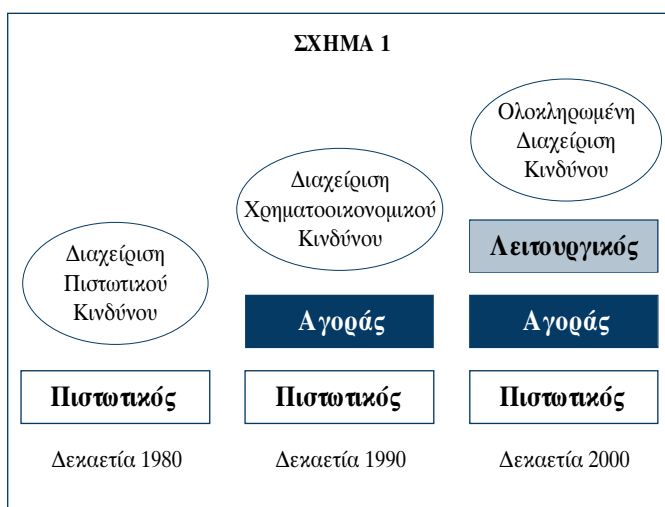 ΣΧΗΜΑ 1
Διαχείριση
Πιστωτικού
Κινδύνου
Πιστωτικός
Δεκαετία 1980
Διαχείριση
Χρηματοοικονομικού
Κινδύνου
Αγοράς
Πιστωτικός
Δεκαετία 1990
Ολοκληρωμένη
Διαχείριση
Κινδύνου
Λειτουργικός
Αγοράς
Πιστωτικός
Δεκαετία 2000